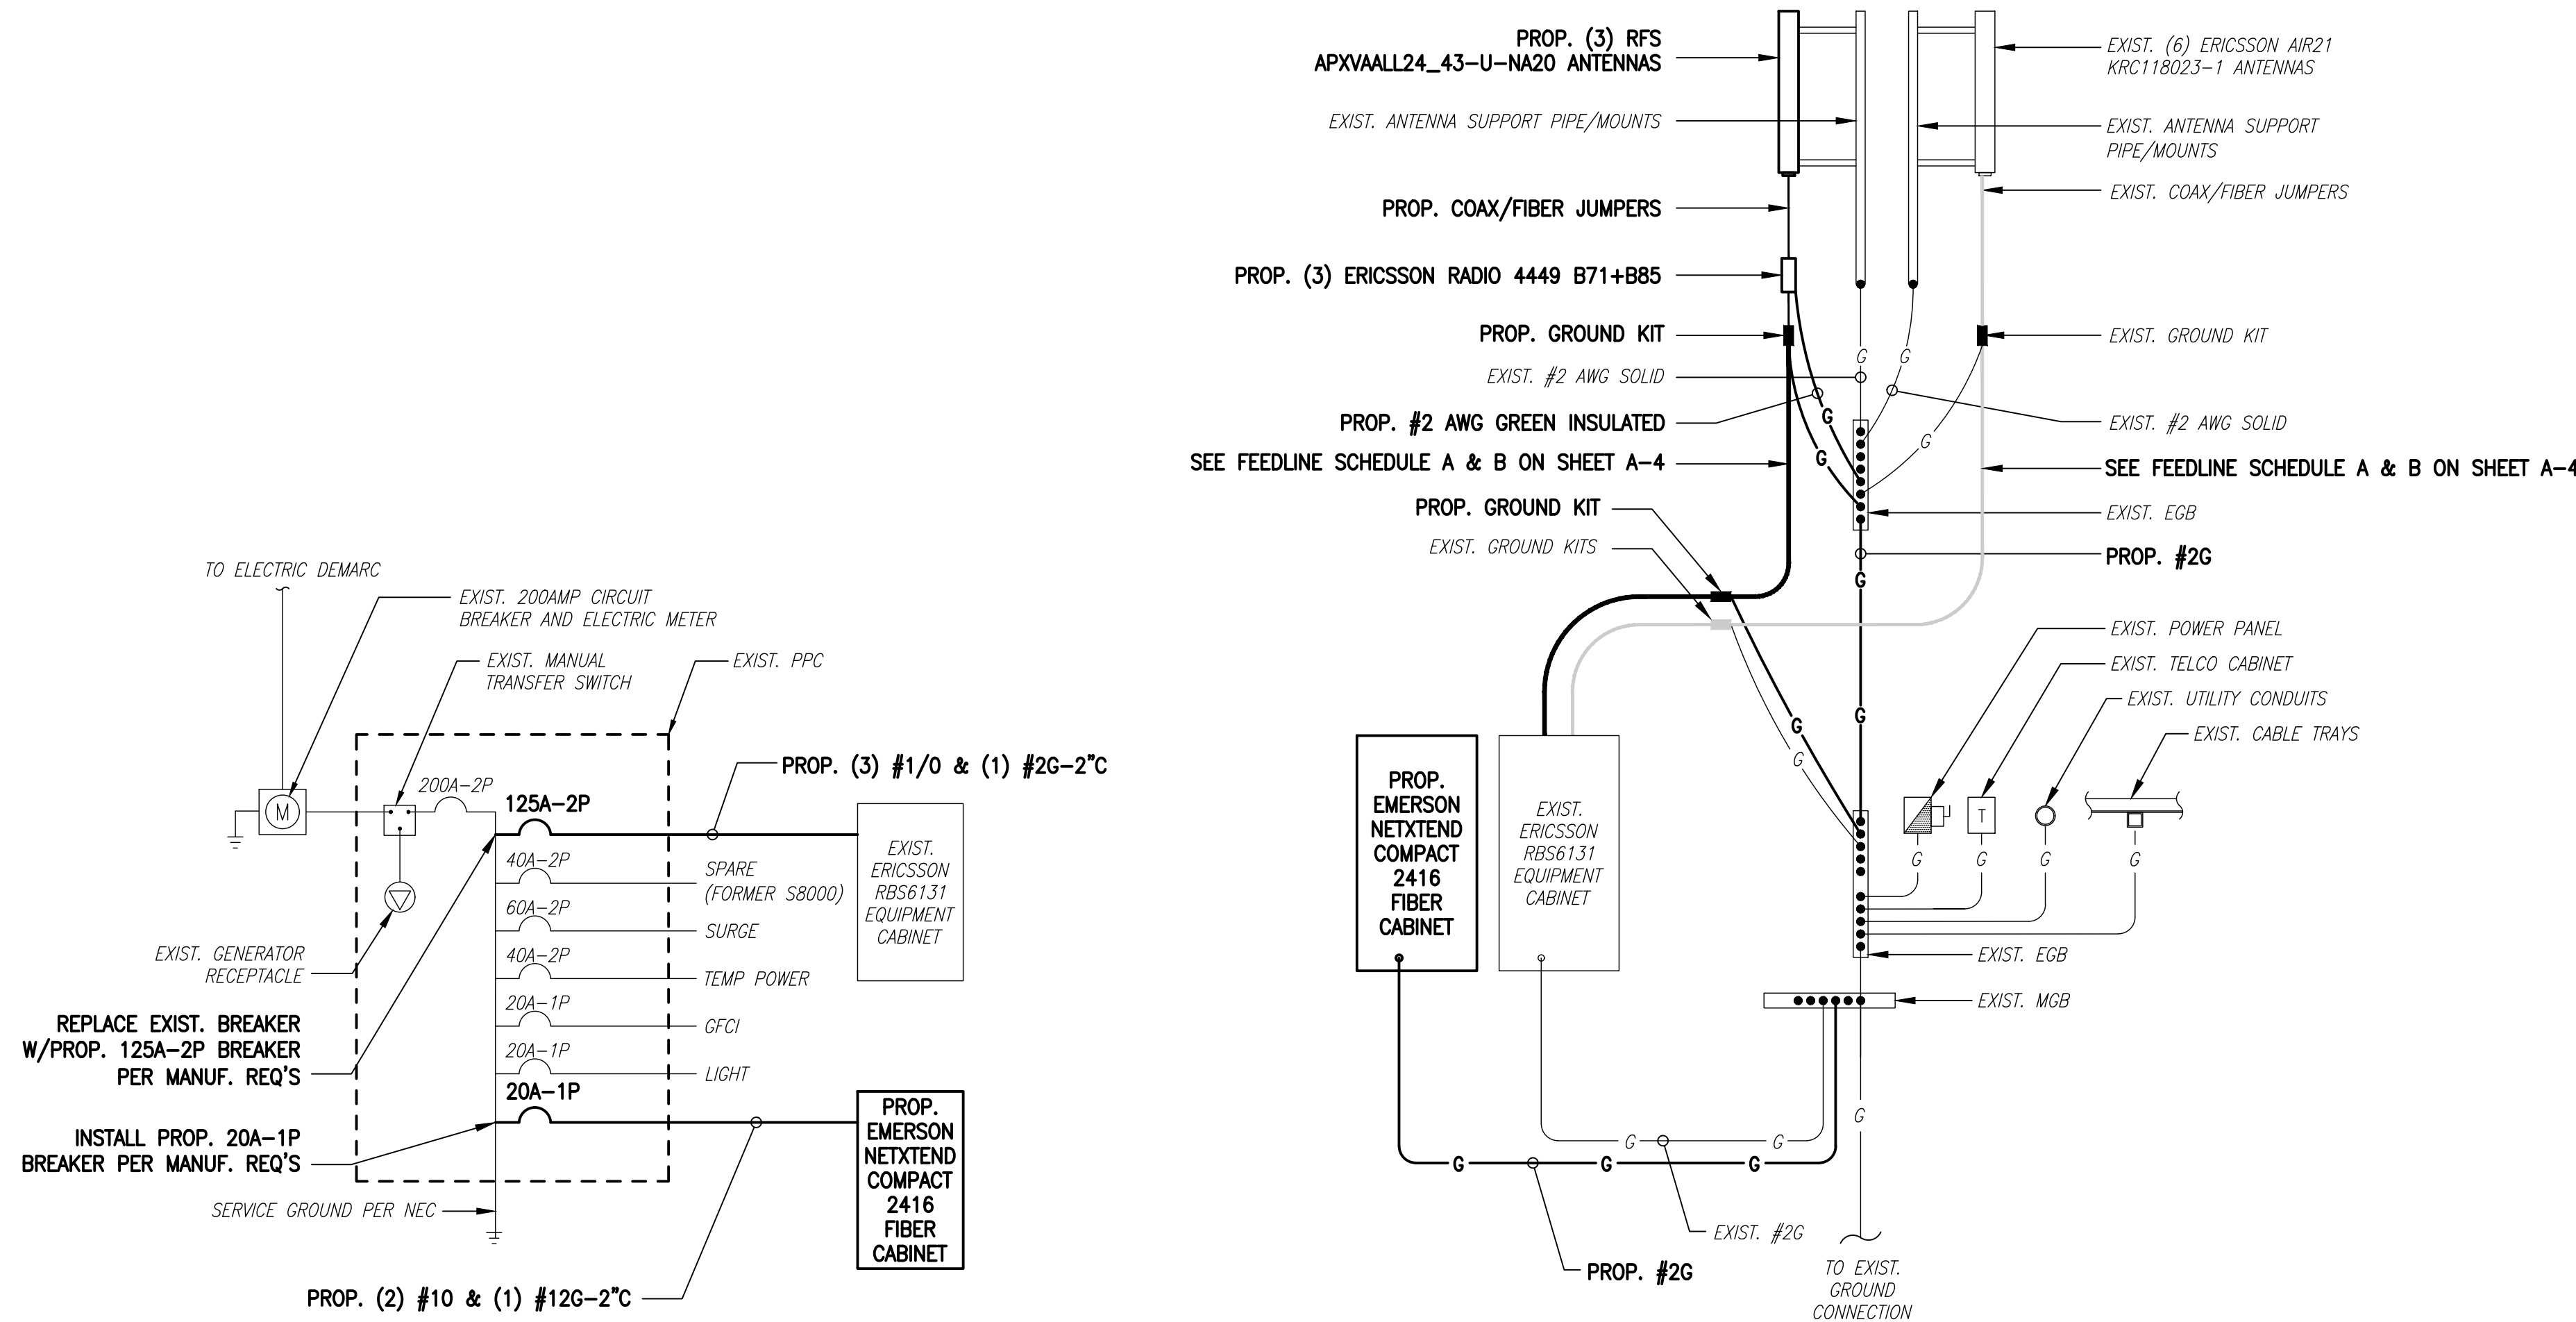 TO ELECTRIC DEMARC
EXIST. 200AMP CIRCUIT
BREAKER AND ELECTRIC METER
EXIST. MANUAL
TRANSFER SWITCH
EXIST. PPC
200A-2P
M
125A-2P
PROP. (3) #1/0 & (1) #2G-2"C
40A-2P
SPARE
(FORMER S8000)
60A-2P
SURGE
40A-2P
TEMP POWER
20A-1P
GFCI
20A-1P
LIGHT
20A-1P
EXIST.
ERICSSON
RBS6131
EQUIPMENT
CABINET
EXIST. GENERATOR
RECEPTACLE
REPLACE EXIST. BREAKER
W/PROP. 125A-2P BREAKER
PER MANUF. REQ'S
INSTALL PROP. 20A-1P
BREAKER PER MANUF. REQ'S
SERVICE GROUND PER NEC
PROP.
EMERSON
NETXTEND
COMPACT
2416
FIBER
CABINET
PROP. (2) #10 & (1) #12G-2"C
PROP. (3) RFS
APXVAALL24_43-U-NA20 ANTENNAS
EXIST. ANTENNA SUPPORT PIPE/MOUNTS
PROP. COAX/FIBER JUMPERS
PROP. (3) ERICSSON RADIO 4449 B71+B85
PROP. GROUND KIT
EXIST. #2 AWG SOLID
PROP. #2 AWG GREEN INSULATED
SEE FEEDLINE SCHEDULE A & B ON SHEET A-4
PROP. GROUND KIT
EXIST. GROUND KITS
EXIST. (6) ERICSSON AIR21
KRC118023-1 ANTENNAS
EXIST. ANTENNA SUPPORT
PIPE/MOUNTS
EXIST. COAX/FIBER JUMPERS
EXIST. GROUND KIT
EXIST. #2 AWG SOLID
SEE FEEDLINE SCHEDULE A & B ON SHEET A-4
EXIST. EGB
PROP. #2G
EXIST. POWER PANEL
EXIST. TELCO CABINET
EXIST. UTILITY CONDUITS
EXIST. CABLE TRAYS
G
G
G
G
G
G
G
G
G
T
G
G
G
G
PROP.
EMERSON
NETXTEND
COMPACT
2416
FIBER
CABINET
EXIST.
ERICSSON
RBS6131
EQUIPMENT
CABINET
EXIST. EGB
EXIST. MGB
G
G
G
G
G
G
EXIST. #2G
PROP. #2G
TO EXIST.
GROUND
CONNECTION